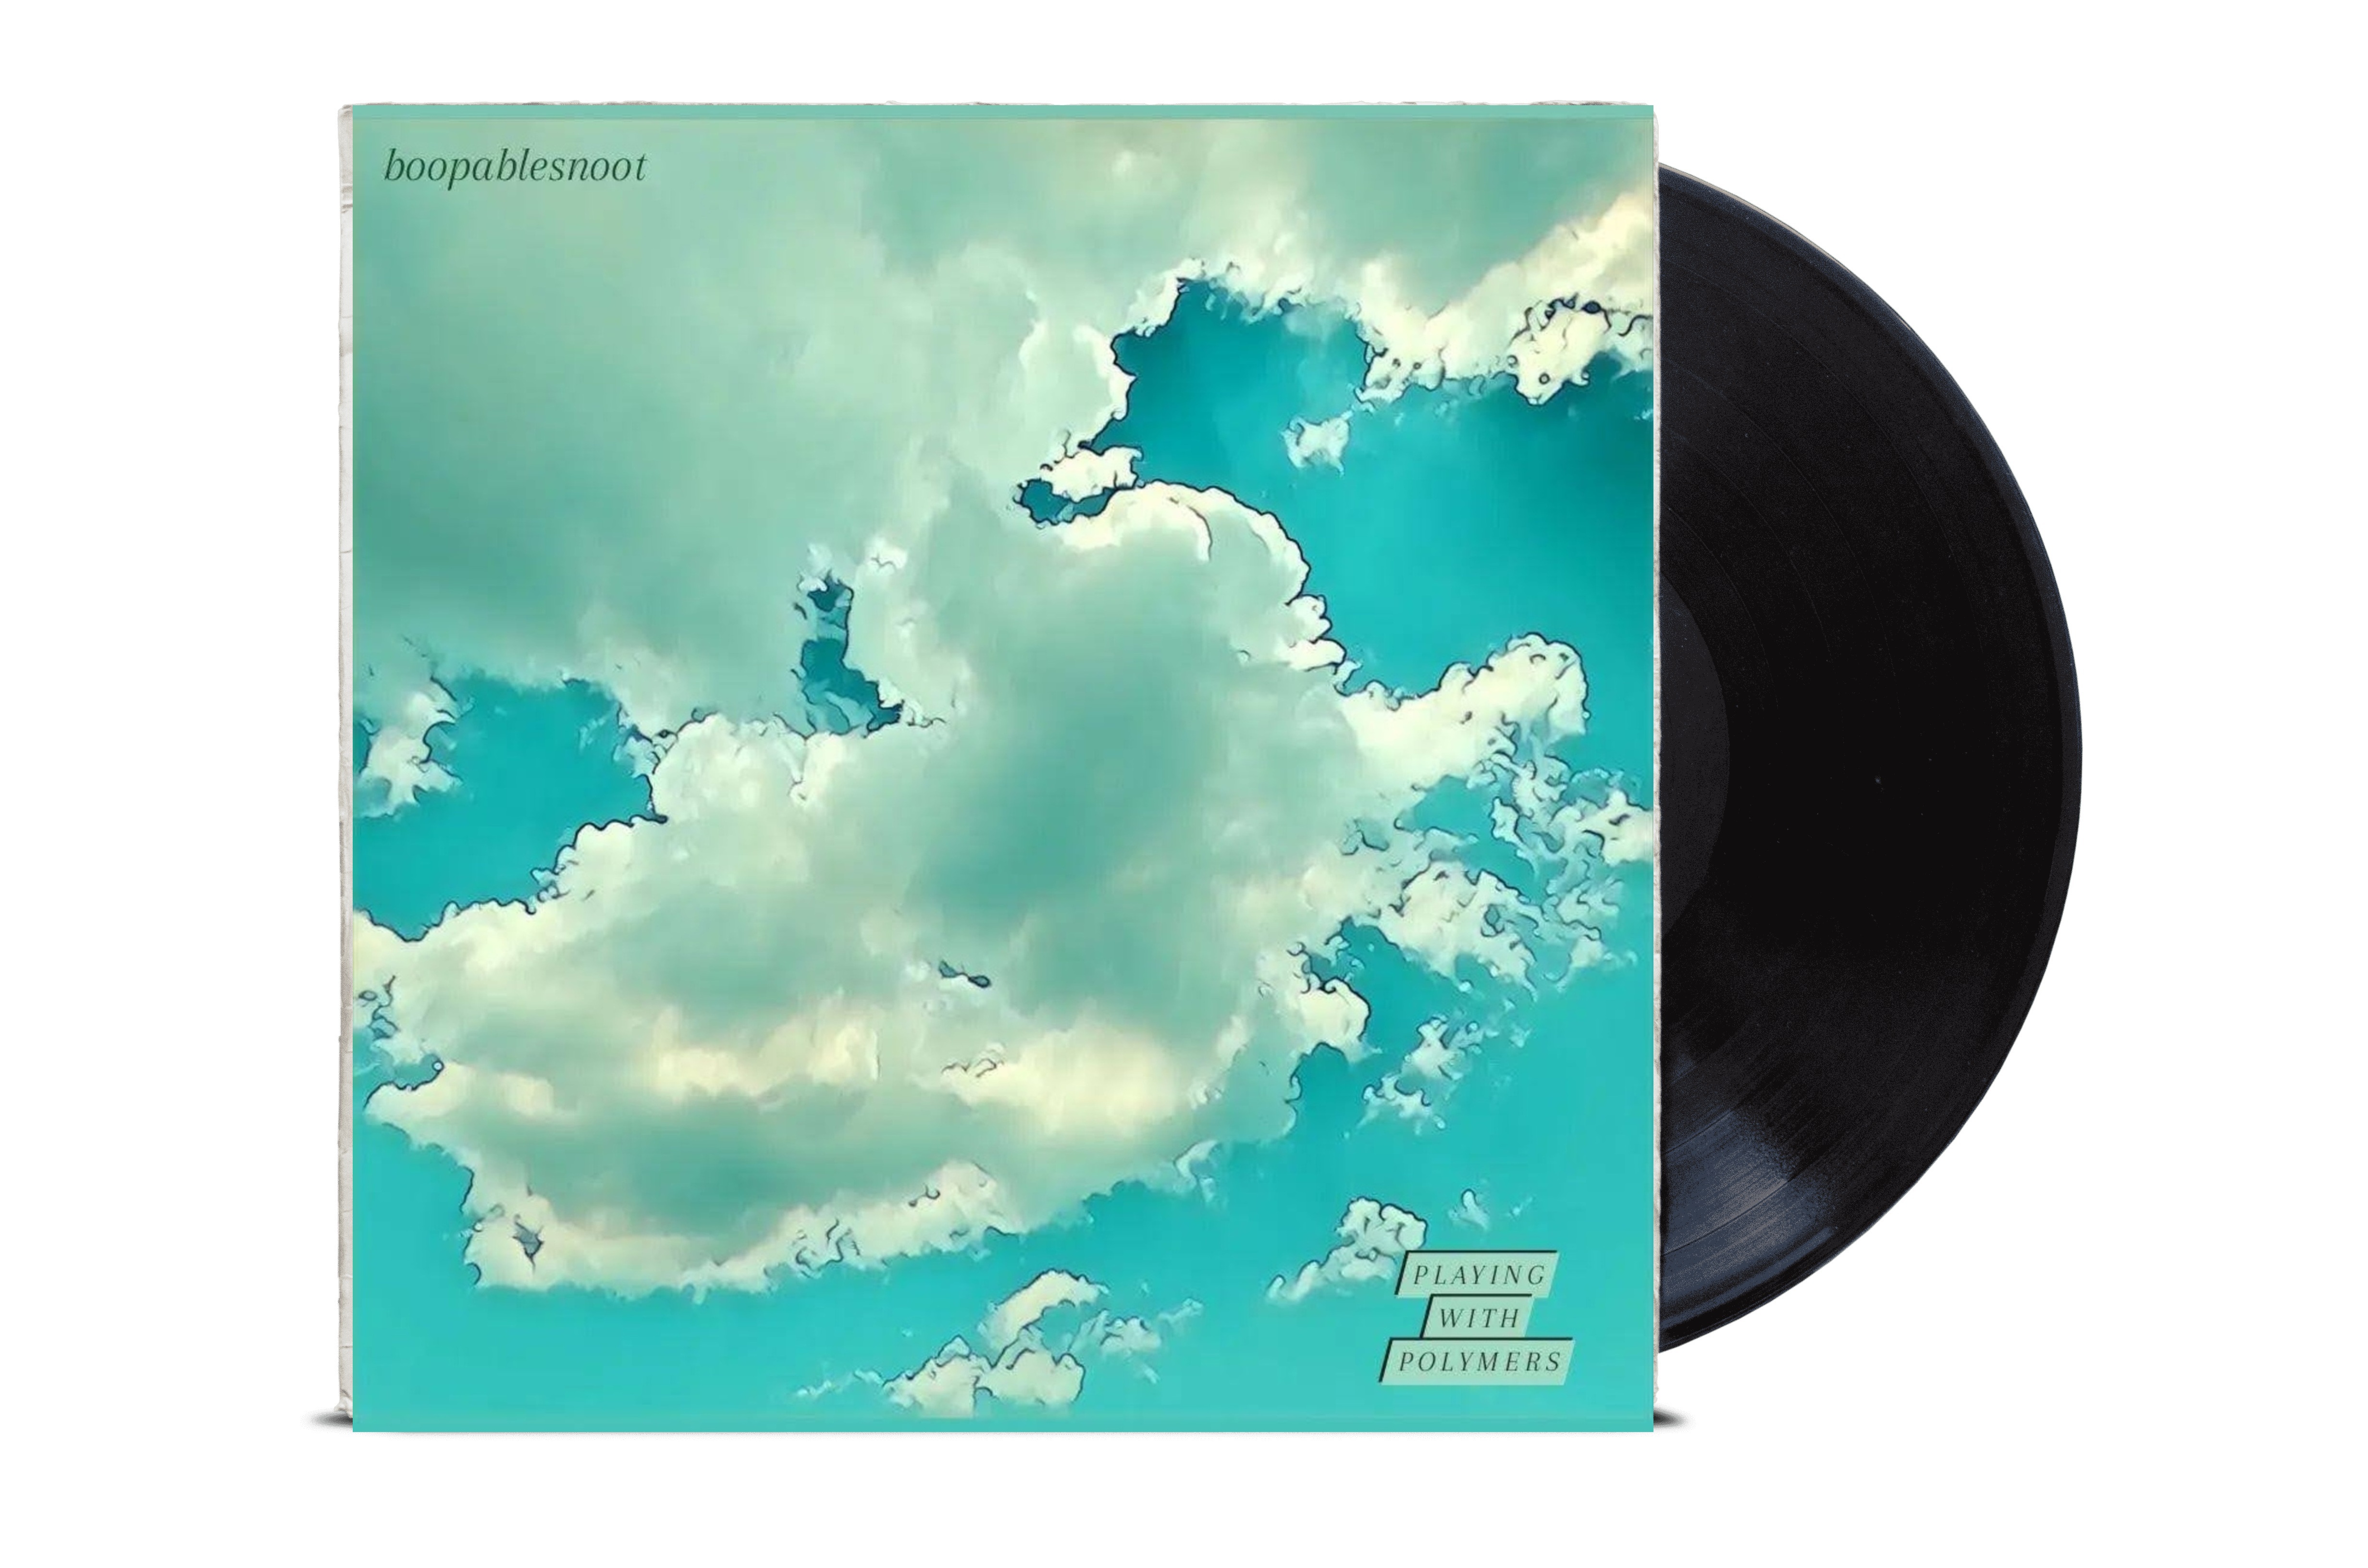 boopablesnoot
PLAYING
WITH
POLYMERS